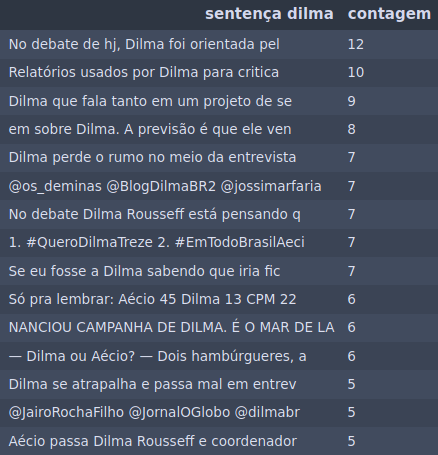 sentença dilma contagem
No debate de hj, Dilma foi orientada pel 12
Relatórios usados por Dilma para critica 10
Dilma que fala tanto em um projeto de se 9
em sobre Dilma. A previsão é que ele ven 8
Dilma perde o rumo no meio da entrevista 7
@os_deminas @BlogDilmaBR2 @jossimarfaria 7
No debate Dilma Rousseff está pensando q 7
1. #QueroDilmaTreze 2. #EmTodoBrasilAeci 7
Se eu fosse a Dilma sabendo que iria fic 7
Só pra lembrar: Aécio 45 Dilma 13 CPM 22 6
NANCIOU CAMPANHA DE DILMA. É O MAR DE LA 6
— Dilma ou Aécio? — Dois hambúrgueres, a 6
Dilma se atrapalha e passa mal em entrev 5
@JairoRochaFilho @JornalOGlobo @dilmabr 5
Aécio passa Dilma Rousseff e coordenador 5